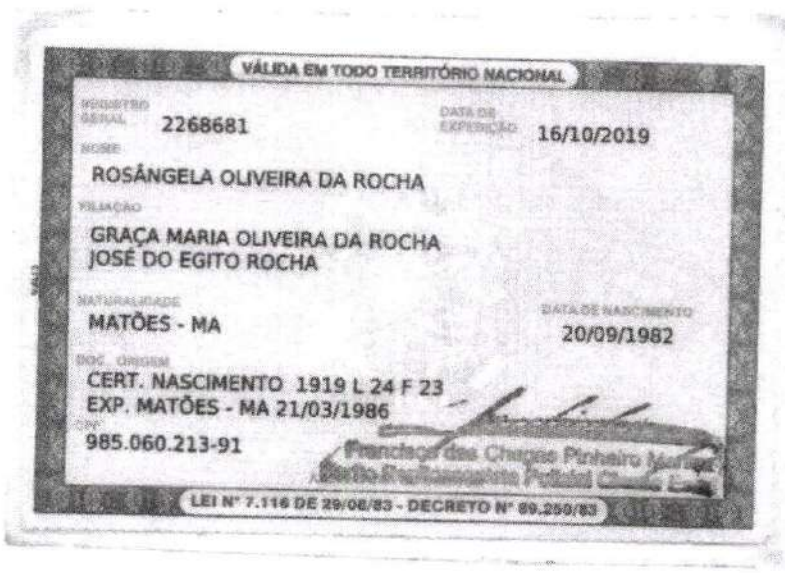 VÁLIDA EM TODO TERRITÓRIO NACIONAL
REGISTRO GERAL 2268681
DATA DE EXPEDIÇÃO 16/10/2019
NOME
ROSÂNGELA OLIVEIRA DA ROCHA
FILIAÇÃO
GRAÇA MARIA OLIVEIRA DA ROCHA
JOSÉ DO EGITO ROCHA
NATURALIDADE
MATÕES - MA
DATA DE NASCIMENTO
20/09/1982
DOC. ORIGEM
CERT. NASCIMENTO 1919 L 24 F 23
EXP. MATÕES - MA 21/03/1986
CPF
985.060.213-91
Francisco das Chagas Pinheiro
Perito Policial
LEI Nº 7.116 DE 29/08/83 - DECRETO Nº 89.250/83